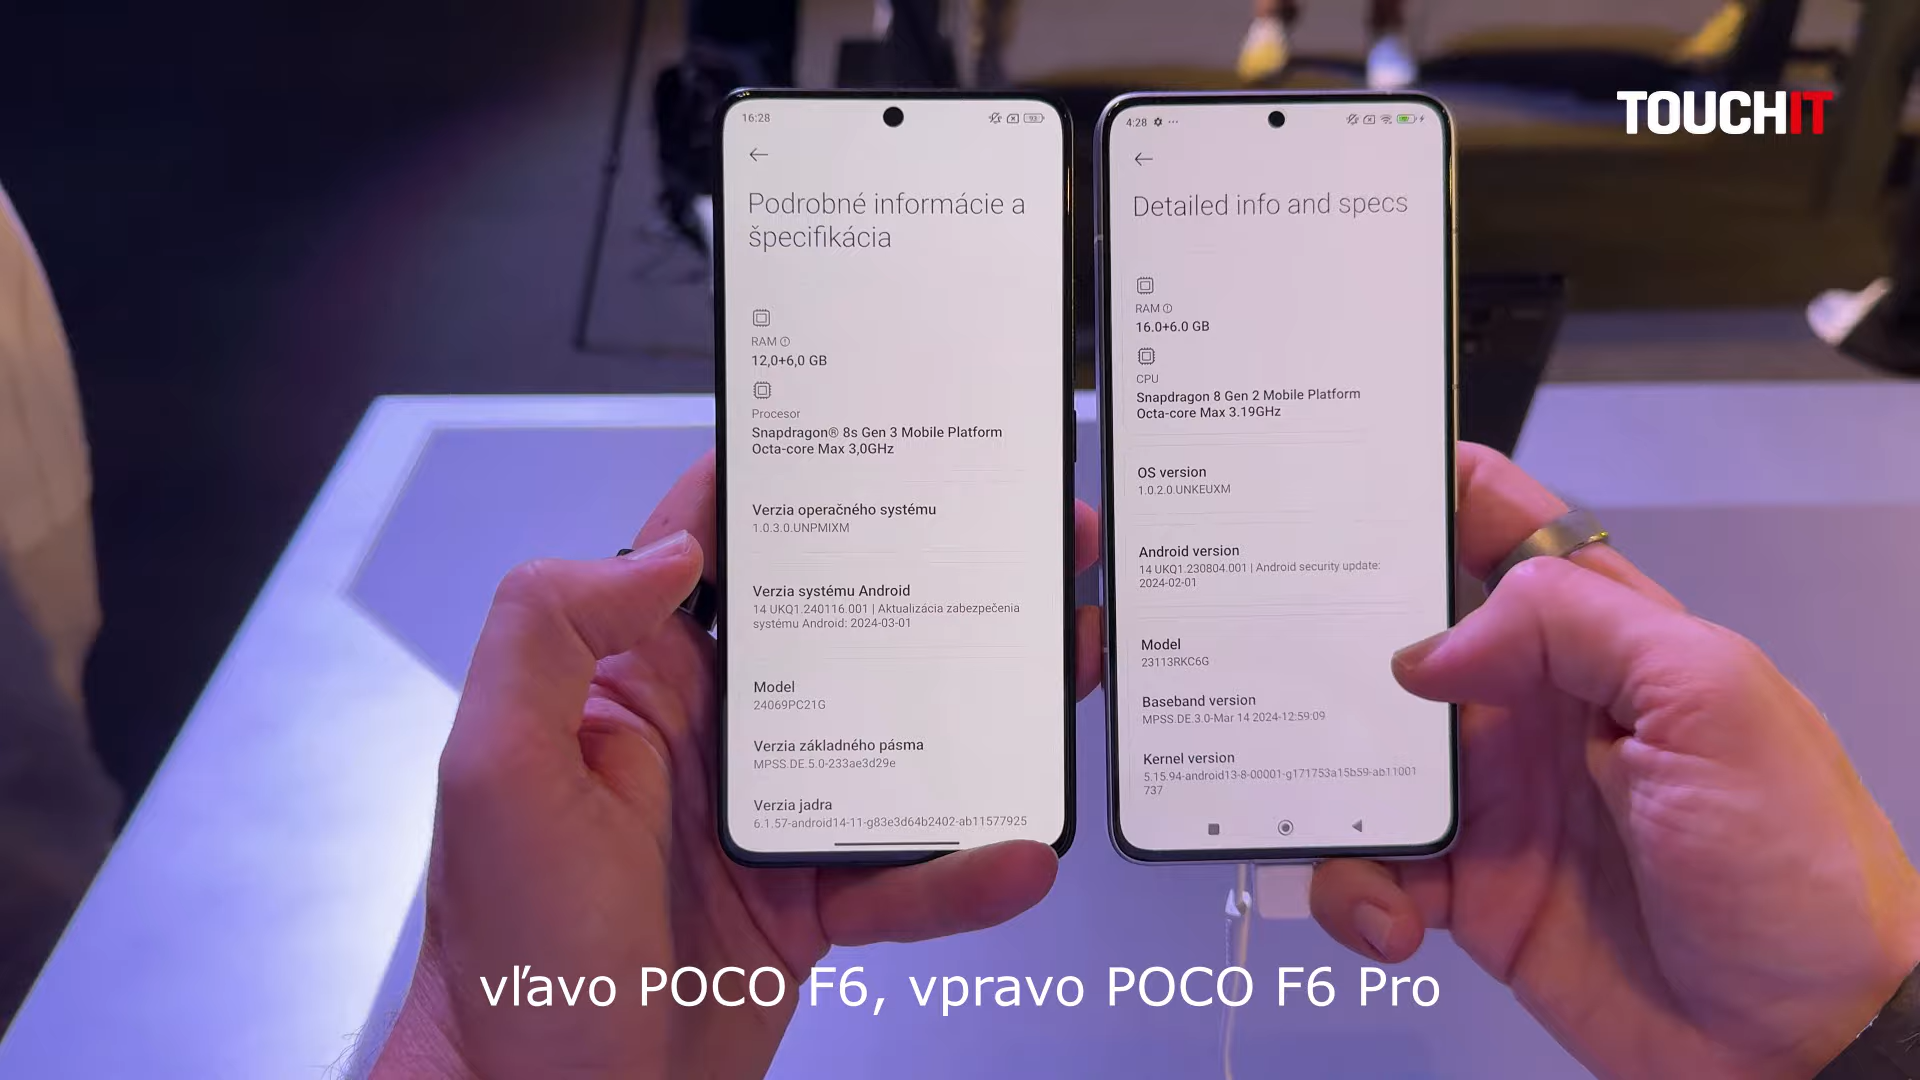 TOUCHIT
16:28
93
Podrobné informácie a
špecifikácia
RAM
12,0+6,0 GB
Procesor
Snapdragon® 8s Gen 3 Mobile Platform
Octa-core Max 3,0GHz
Verzia operačného systému
1.0.3.0.UNPMIXM
Verzia systému Android
14 UKQ1.240116.001 | Aktualizácia zabezpečenia
systému Android: 2024-03-01
Model
24069PC21G
Verzia základného pásma
MPSS.DE.5.0-233ae3d29e
Verzia jadra
6.1.57-android14-11-g83e3d64b2402-ab11577925
4:28
Detailed info and specs
RAM
16.0+6.0 GB
CPU
Snapdragon 8 Gen 2 Mobile Platform
Octa-core Max 3.19GHz
OS version
1.0.2.0.UNKEUXM
Android version
14 UKQ1.230804.001 | Android security update:
2024-02-01
Model
23113RKC6G
Baseband version
MPSS.DE.3.0-Mar 14 2024-12:59:09
Kernel version
5.15.94-android13-8-00001-g171753a15b59-ab11001
737
vľavo POCO F6, vpravo POCO F6 Pro